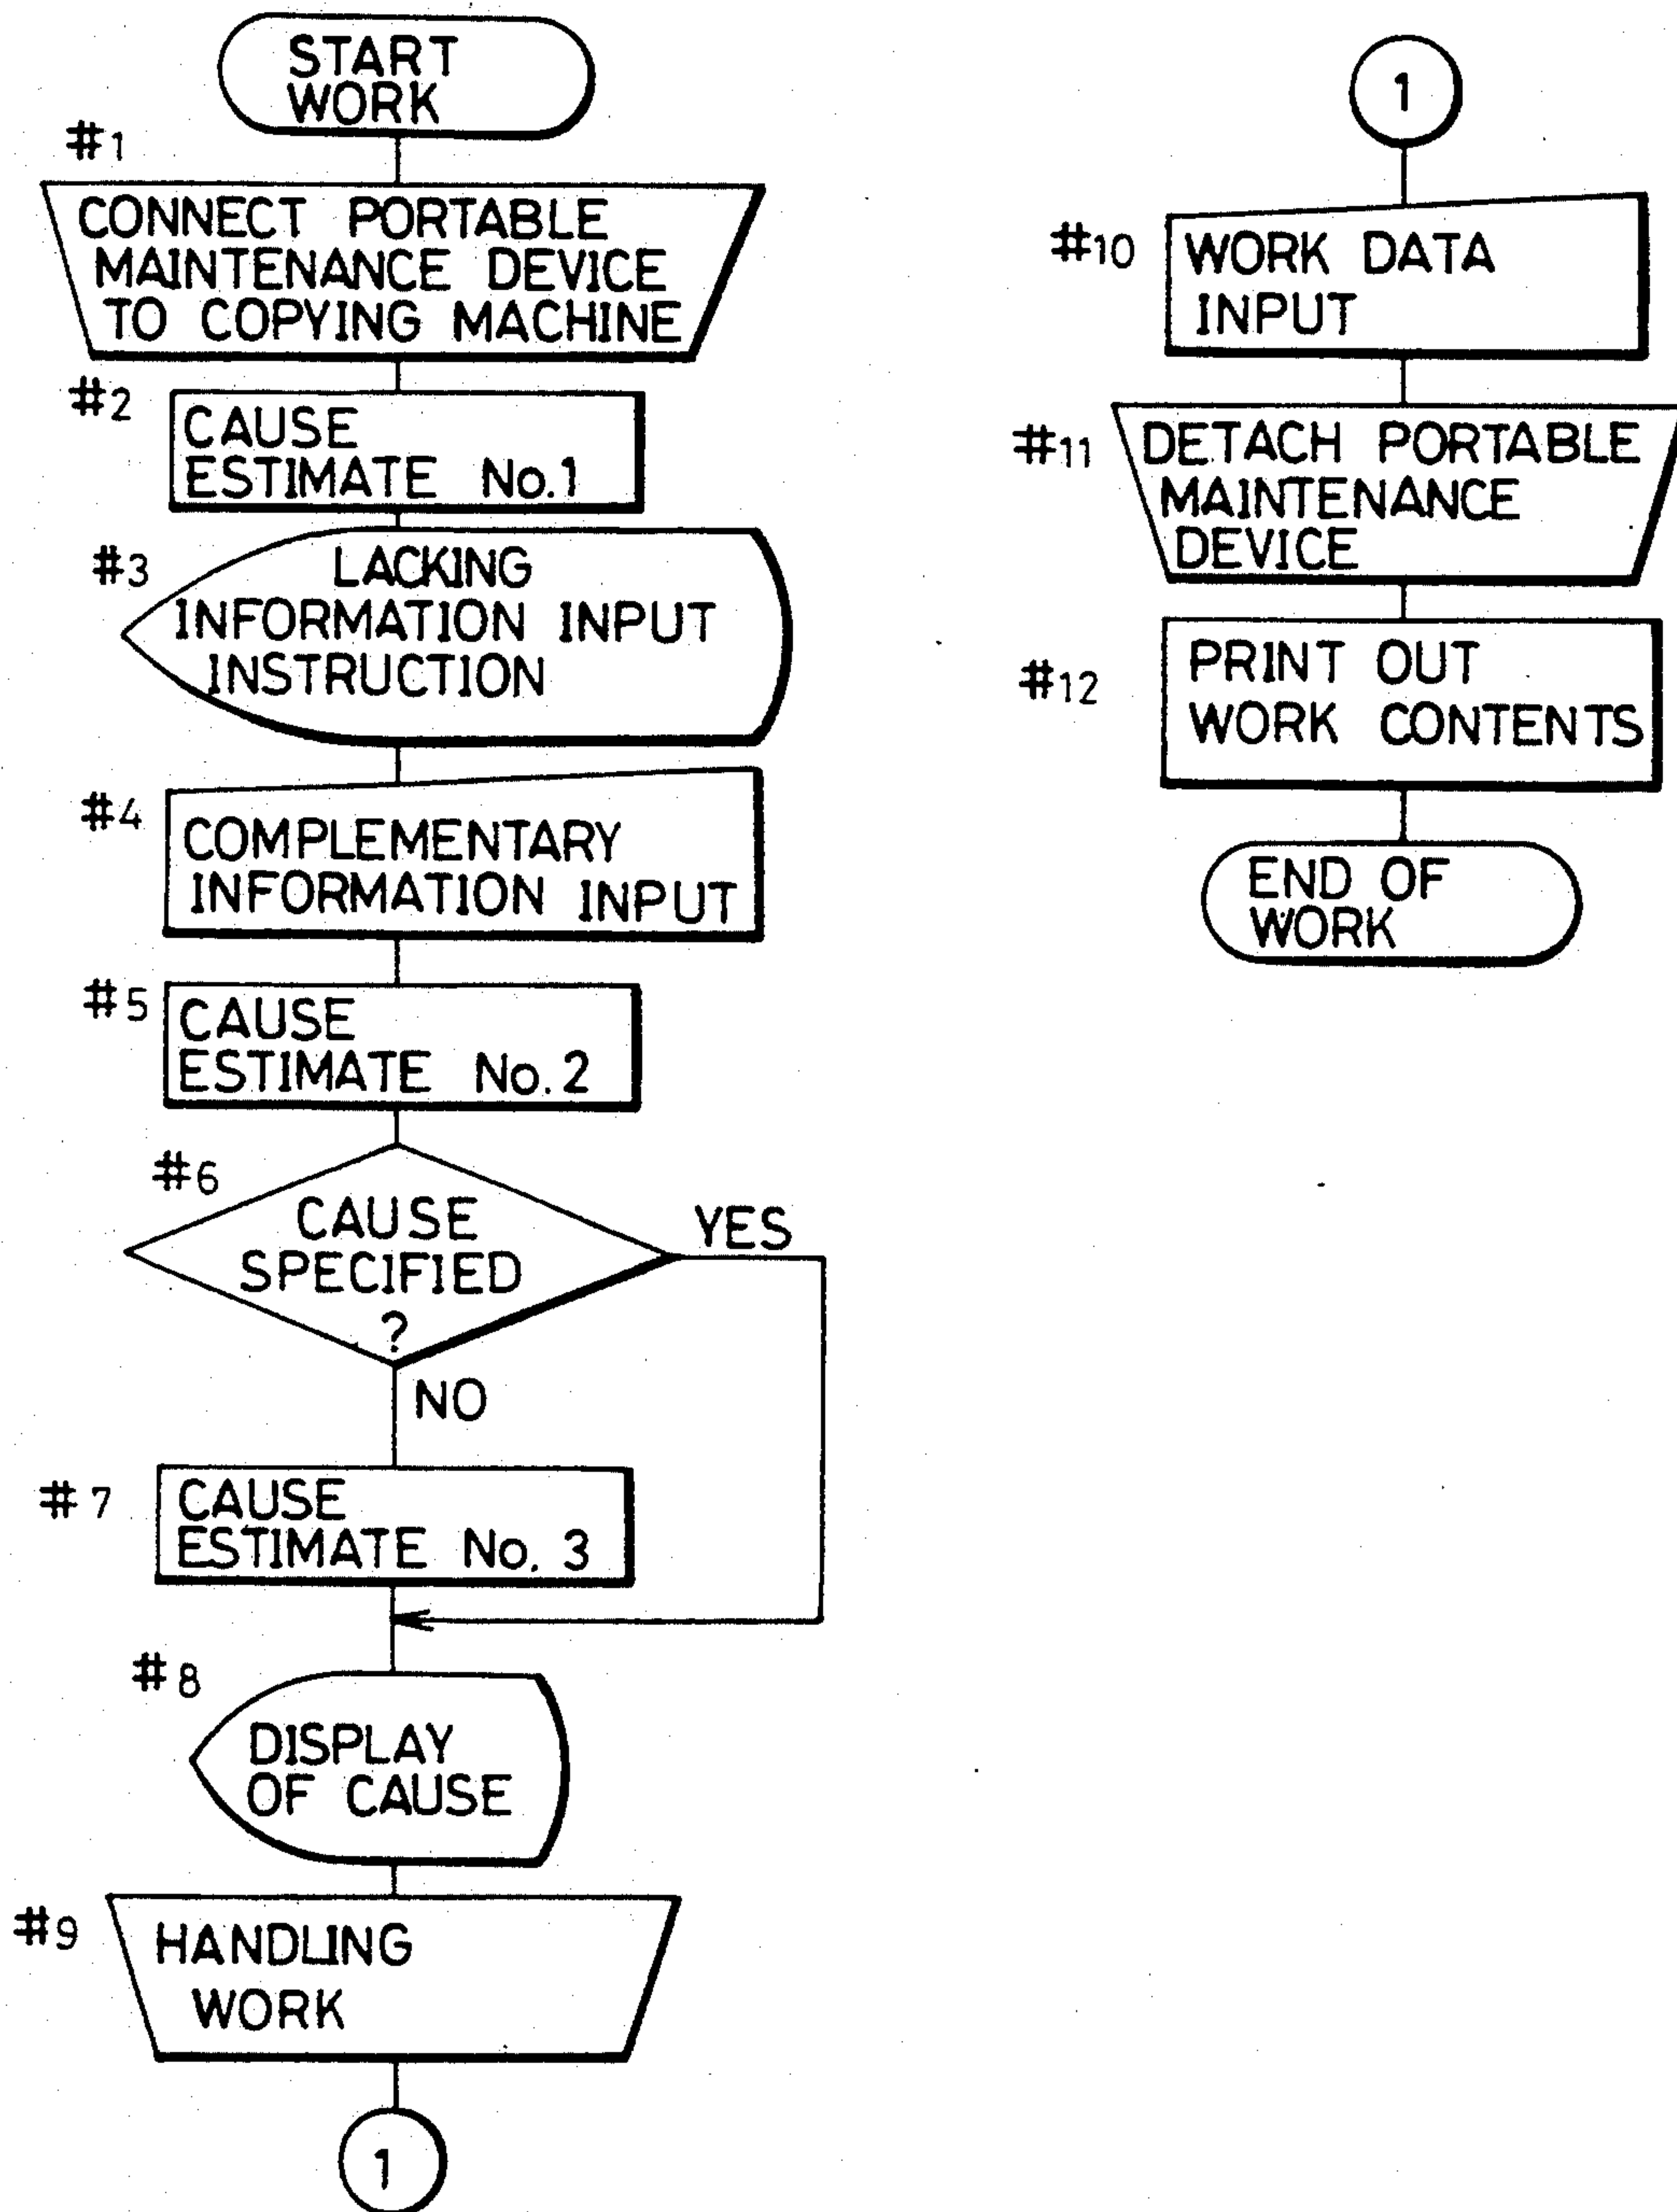 START
WORK
#1
CONNECT PORTABLE
MAINTENANCE DEVICE
TO COPYING MACHINE
#2
CAUSE
ESTIMATE No.1
#3
LACKING
INFORMATION INPUT
INSTRUCTION
#4
COMPLEMENTARY
INFORMATION INPUT
#5
CAUSE
ESTIMATE No.2
#6
CAUSE
SPECIFIED
?
YES
NO
#7
CAUSE
ESTIMATE No. 3
#8
DISPLAY
OF CAUSE
#9
HANDLING
WORK
1
1
#10
WORK DATA
INPUT
#11
DETACH PORTABLE
MAINTENANCE
DEVICE
#12
PRINT OUT
WORK CONTENTS
END OF
WORK